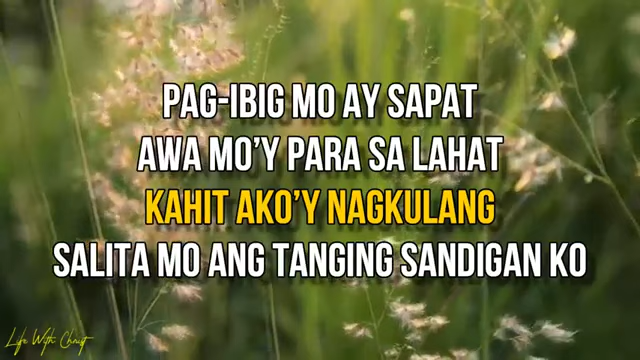 PAG-IBIG MO AY SAPAT
AWA MO'Y PARA SA LAHAT
KAHIT AKO'Y NAGKULANG
SALITA MO ANG TANGING SANDIGAN KO
Life With Christ